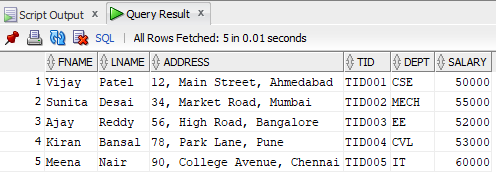 Script Output × Query Result ×
SQL | All Rows Fetched: 5 in 0.01 seconds
FNAME LNAME ADDRESS TID DEPT SALARY
1 Vijay Patel 12, Main Street, Ahmedabad TID001 CSE 50000
2 Sunita Desai 34, Market Road, Mumbai TID002 MECH 55000
3 Ajay Reddy 56, High Road, Bangalore TID003 EE 52000
4 Kiran Bansal 78, Park Lane, Pune TID004 CVL 53000
5 Meena Nair 90, College Avenue, Chennai TID005 IT 60000